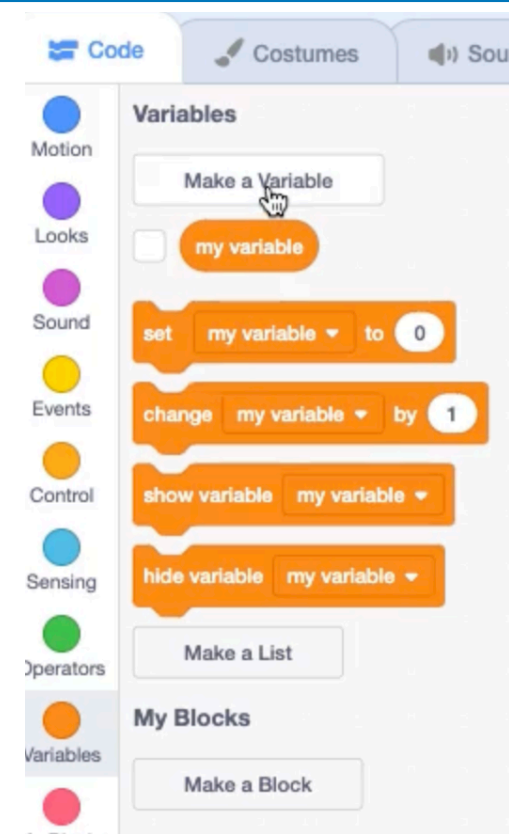 Code
Costumes
Sou
Motion
Looks
Sound
Events
Control
Sensing
Operators
Variables
Variables
Make a Variable
my variable
set my variable to 0
change my variable by 1
show variable my variable
hide variable my variable
Make a List
My Blocks
Make a Block